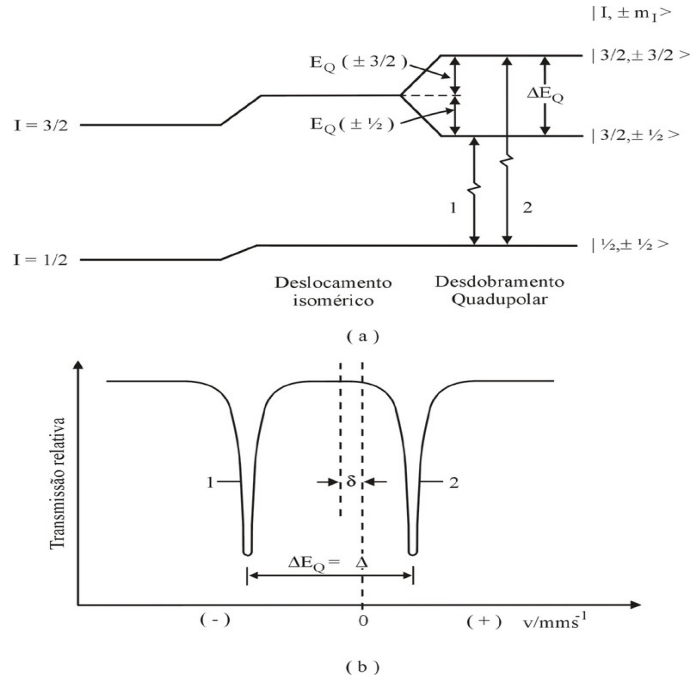 | I, ± m_I >
E_Q ( ± 3/2 )
| 3/2, ± 3/2 >
ΔE_Q
I = 3/2
E_Q ( ± ½ )
| 3/2, ± ½ >
1
2
I = 1/2
| ½, ± ½ >
Deslocamento
isomérico
Desdobramento
Quadupolar
( a )
Transmissão relativa
1
δ
2
ΔE_Q = Δ
( - )
0
( + )
v/mms⁻¹
( b )